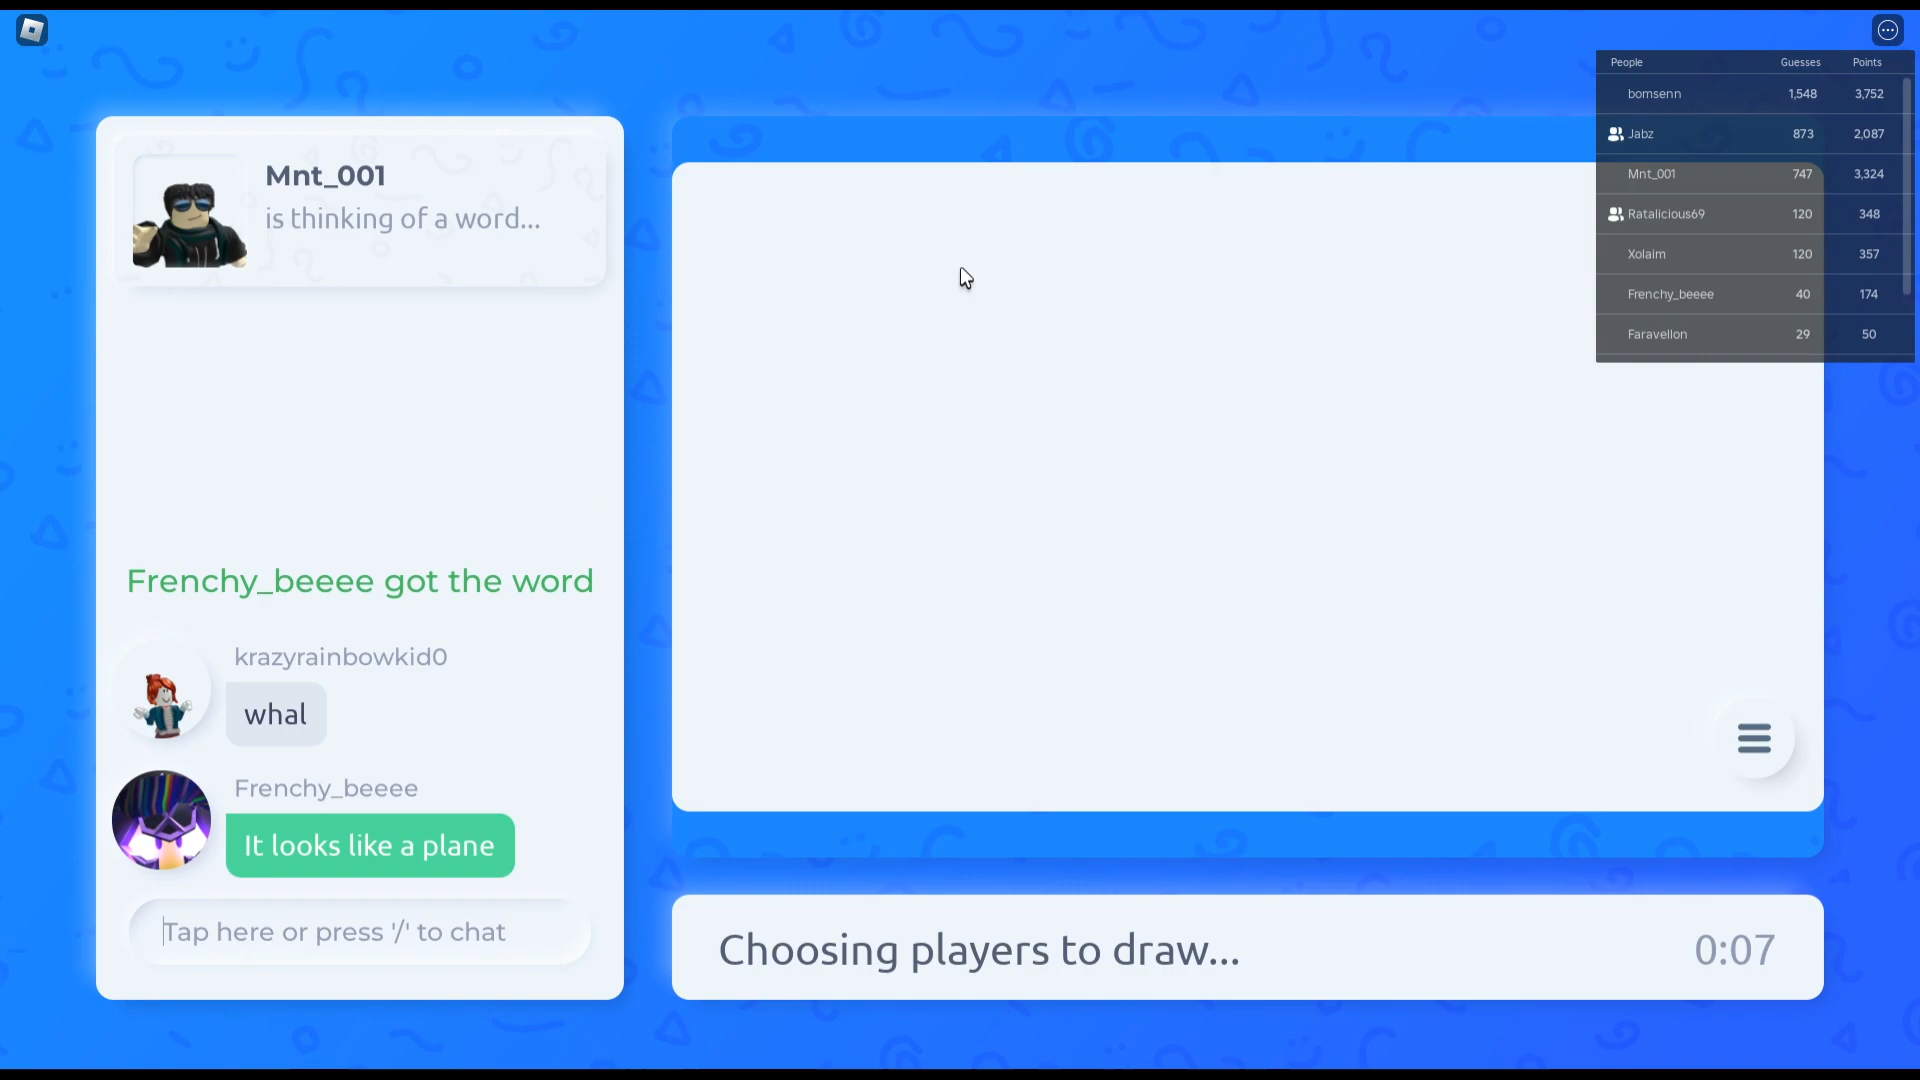 People Guesses Points
bomsenn 1,548 3,752
Jabz 873 2,087
Mnt_001 747 3,324
Ratalicious69 120 348
Xolaim 120 357
Frenchy_beeee 40 174
Faravellon 29 50
Mnt_001
is thinking of a word...
Frenchy_beeee got the word
krazyrainbowkid0
whal
Frenchy_beeee
It looks like a plane
Tap here or press '/' to chat
Choosing players to draw... 0:07